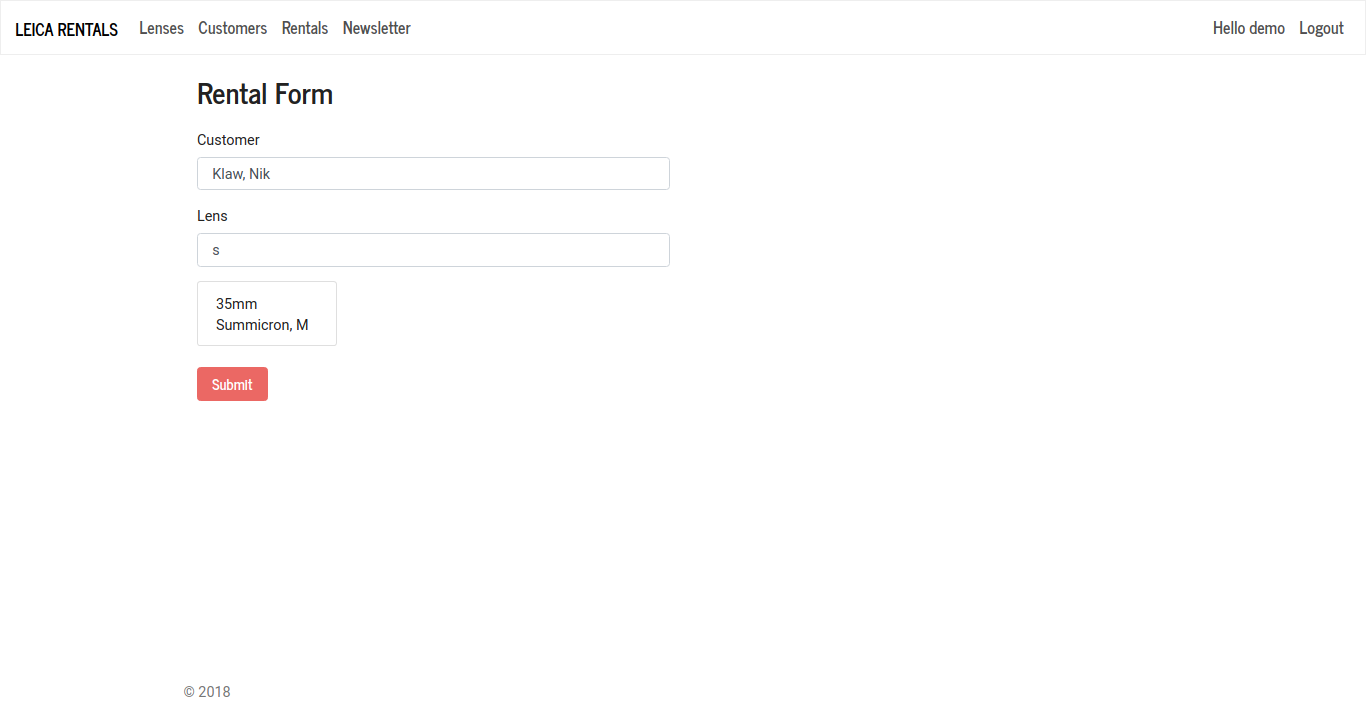 LEICA RENTALS Lenses Customers Rentals Newsletter Hello demo Logout
Rental Form
Customer
Klaw, Nik
Lens
s
35mm
Summicron, M
Submit
© 2018